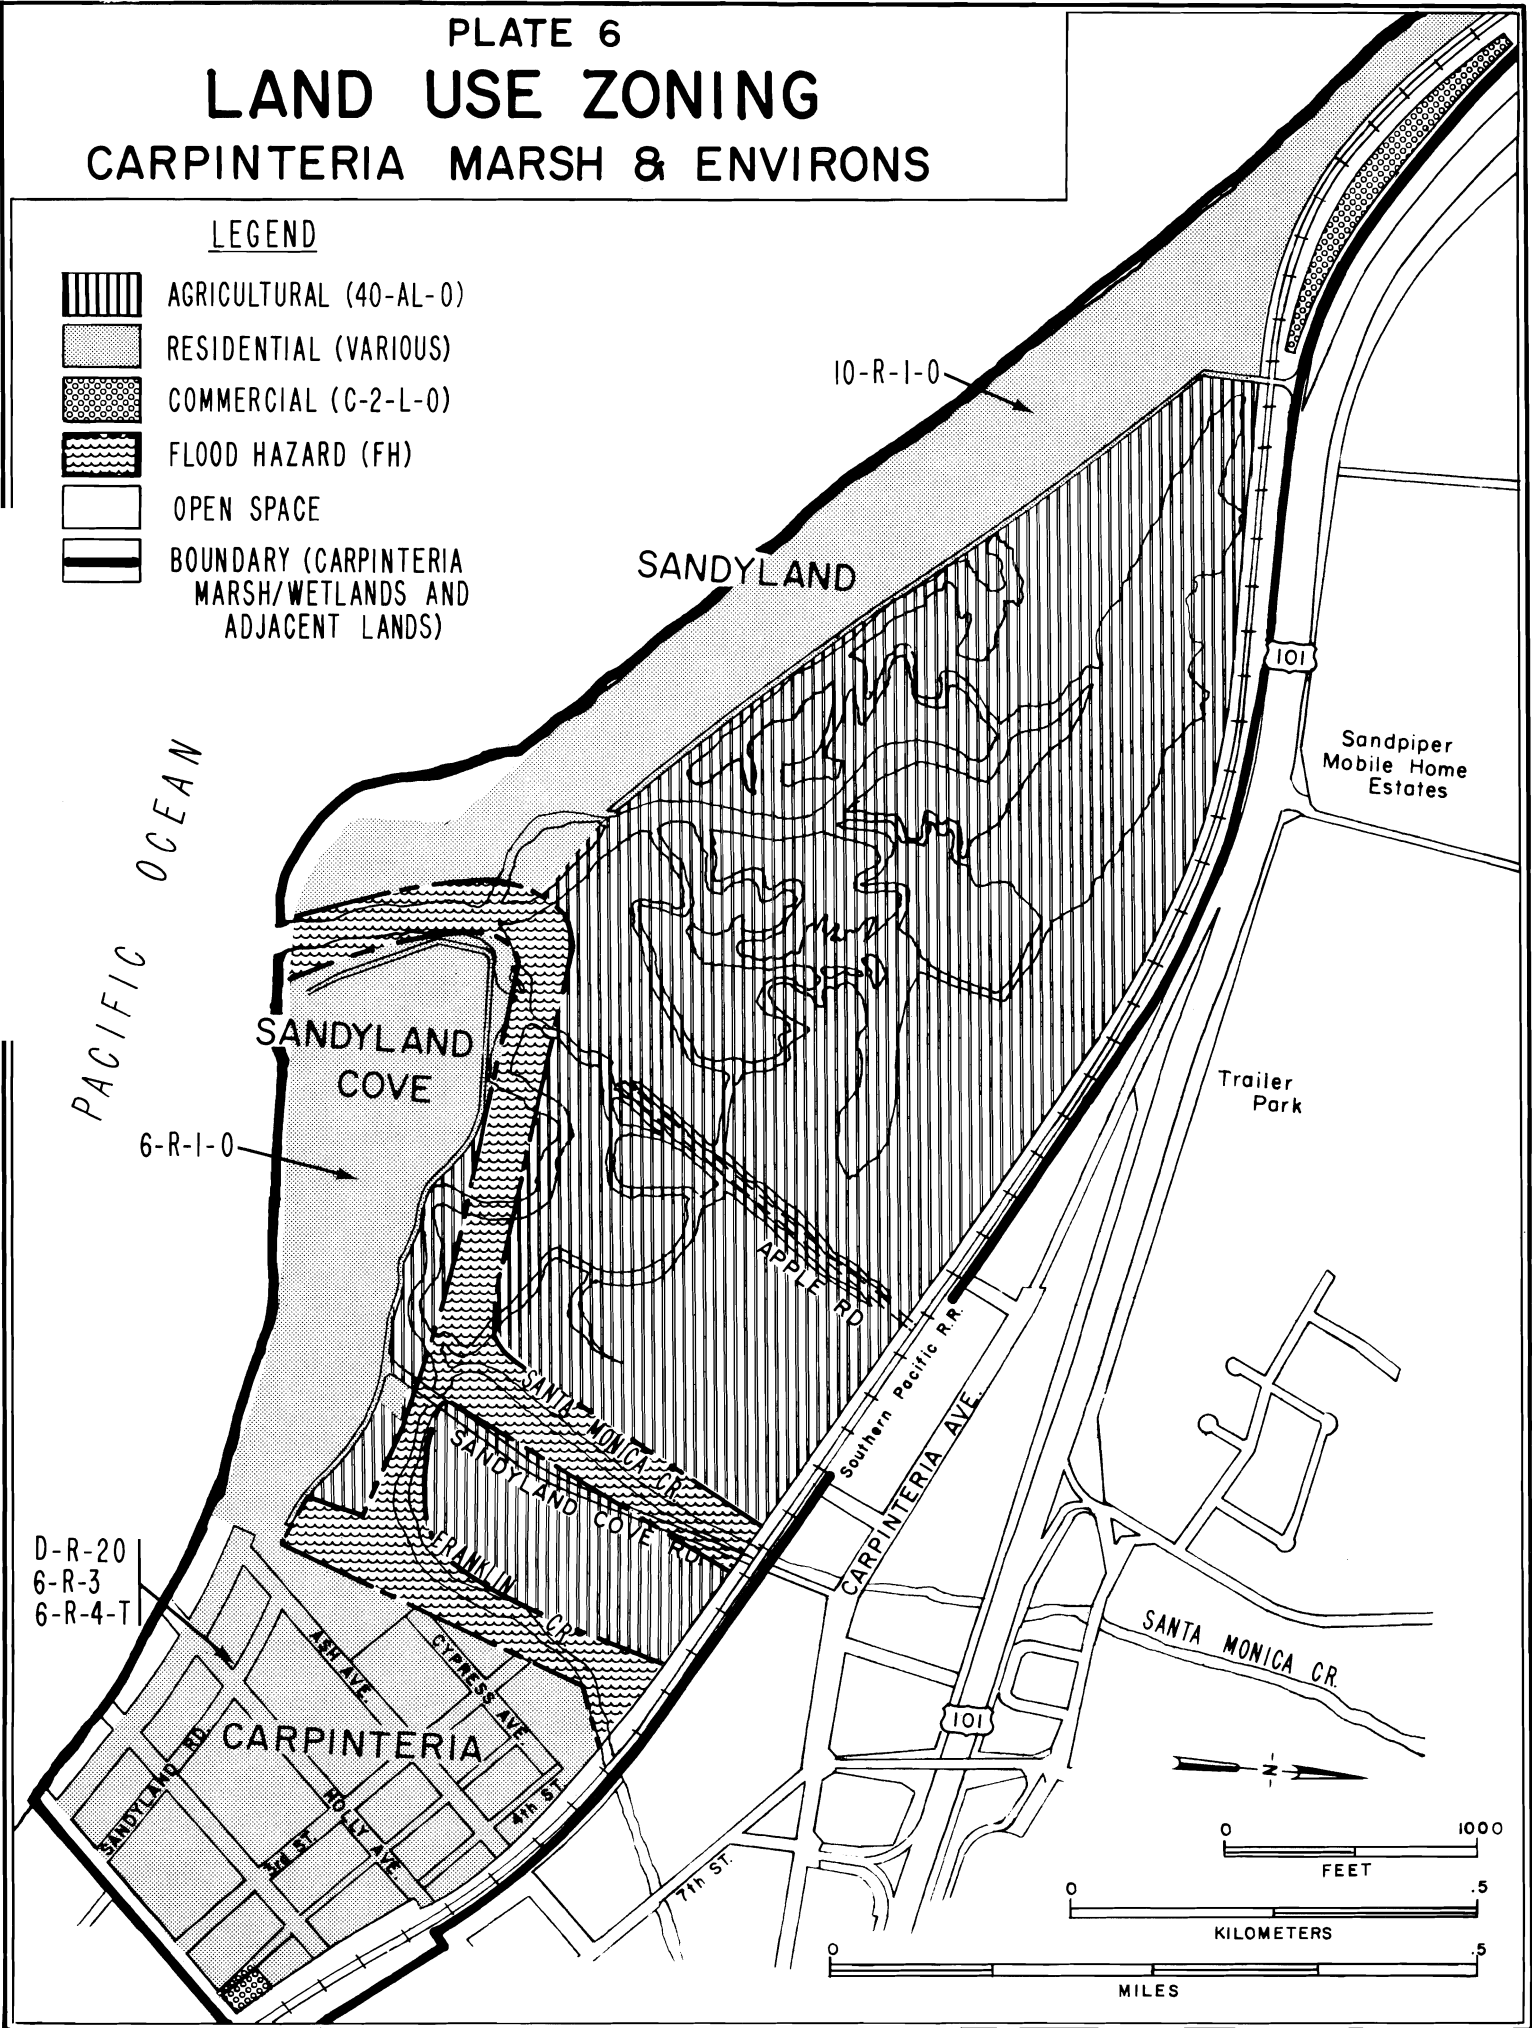 PLATE 6
LAND USE ZONING
CARPINTERIA MARSH & ENVIRONS
LEGEND
AGRICULTURAL (40-AL-0)
RESIDENTIAL (VARIOUS)
COMMERCIAL (C-2-L-0)
FLOOD HAZARD (FH)
OPEN SPACE
BOUNDARY (CARPINTERIA
MARSH/WETLANDS AND
ADJACENT LANDS)
10-R-1-0
SANDYLAND
101
Sandpiper
Mobile Home
Estates
PACIFIC OCEAN
SANDYLAND
COVE
Trailer
Park
6-R-1-0
APPLE RD
Southern Pacific R.R.
CARPINTERIA AVE.
SANTA MONICA CR.
SANDYLAND COVE RD
FRANKLIN CR.
D-R-20
6-R-3
6-R-4-T
ASH AVE.
CYPRESS AVE.
SANTA MONICA CR.
101
CARPINTERIA
SANDYLAND RD.
HOLLY AVE.
3rd ST.
4th ST.
7th ST.
N
0 1000
FEET
0 .5
KILOMETERS
0 .5
MILES